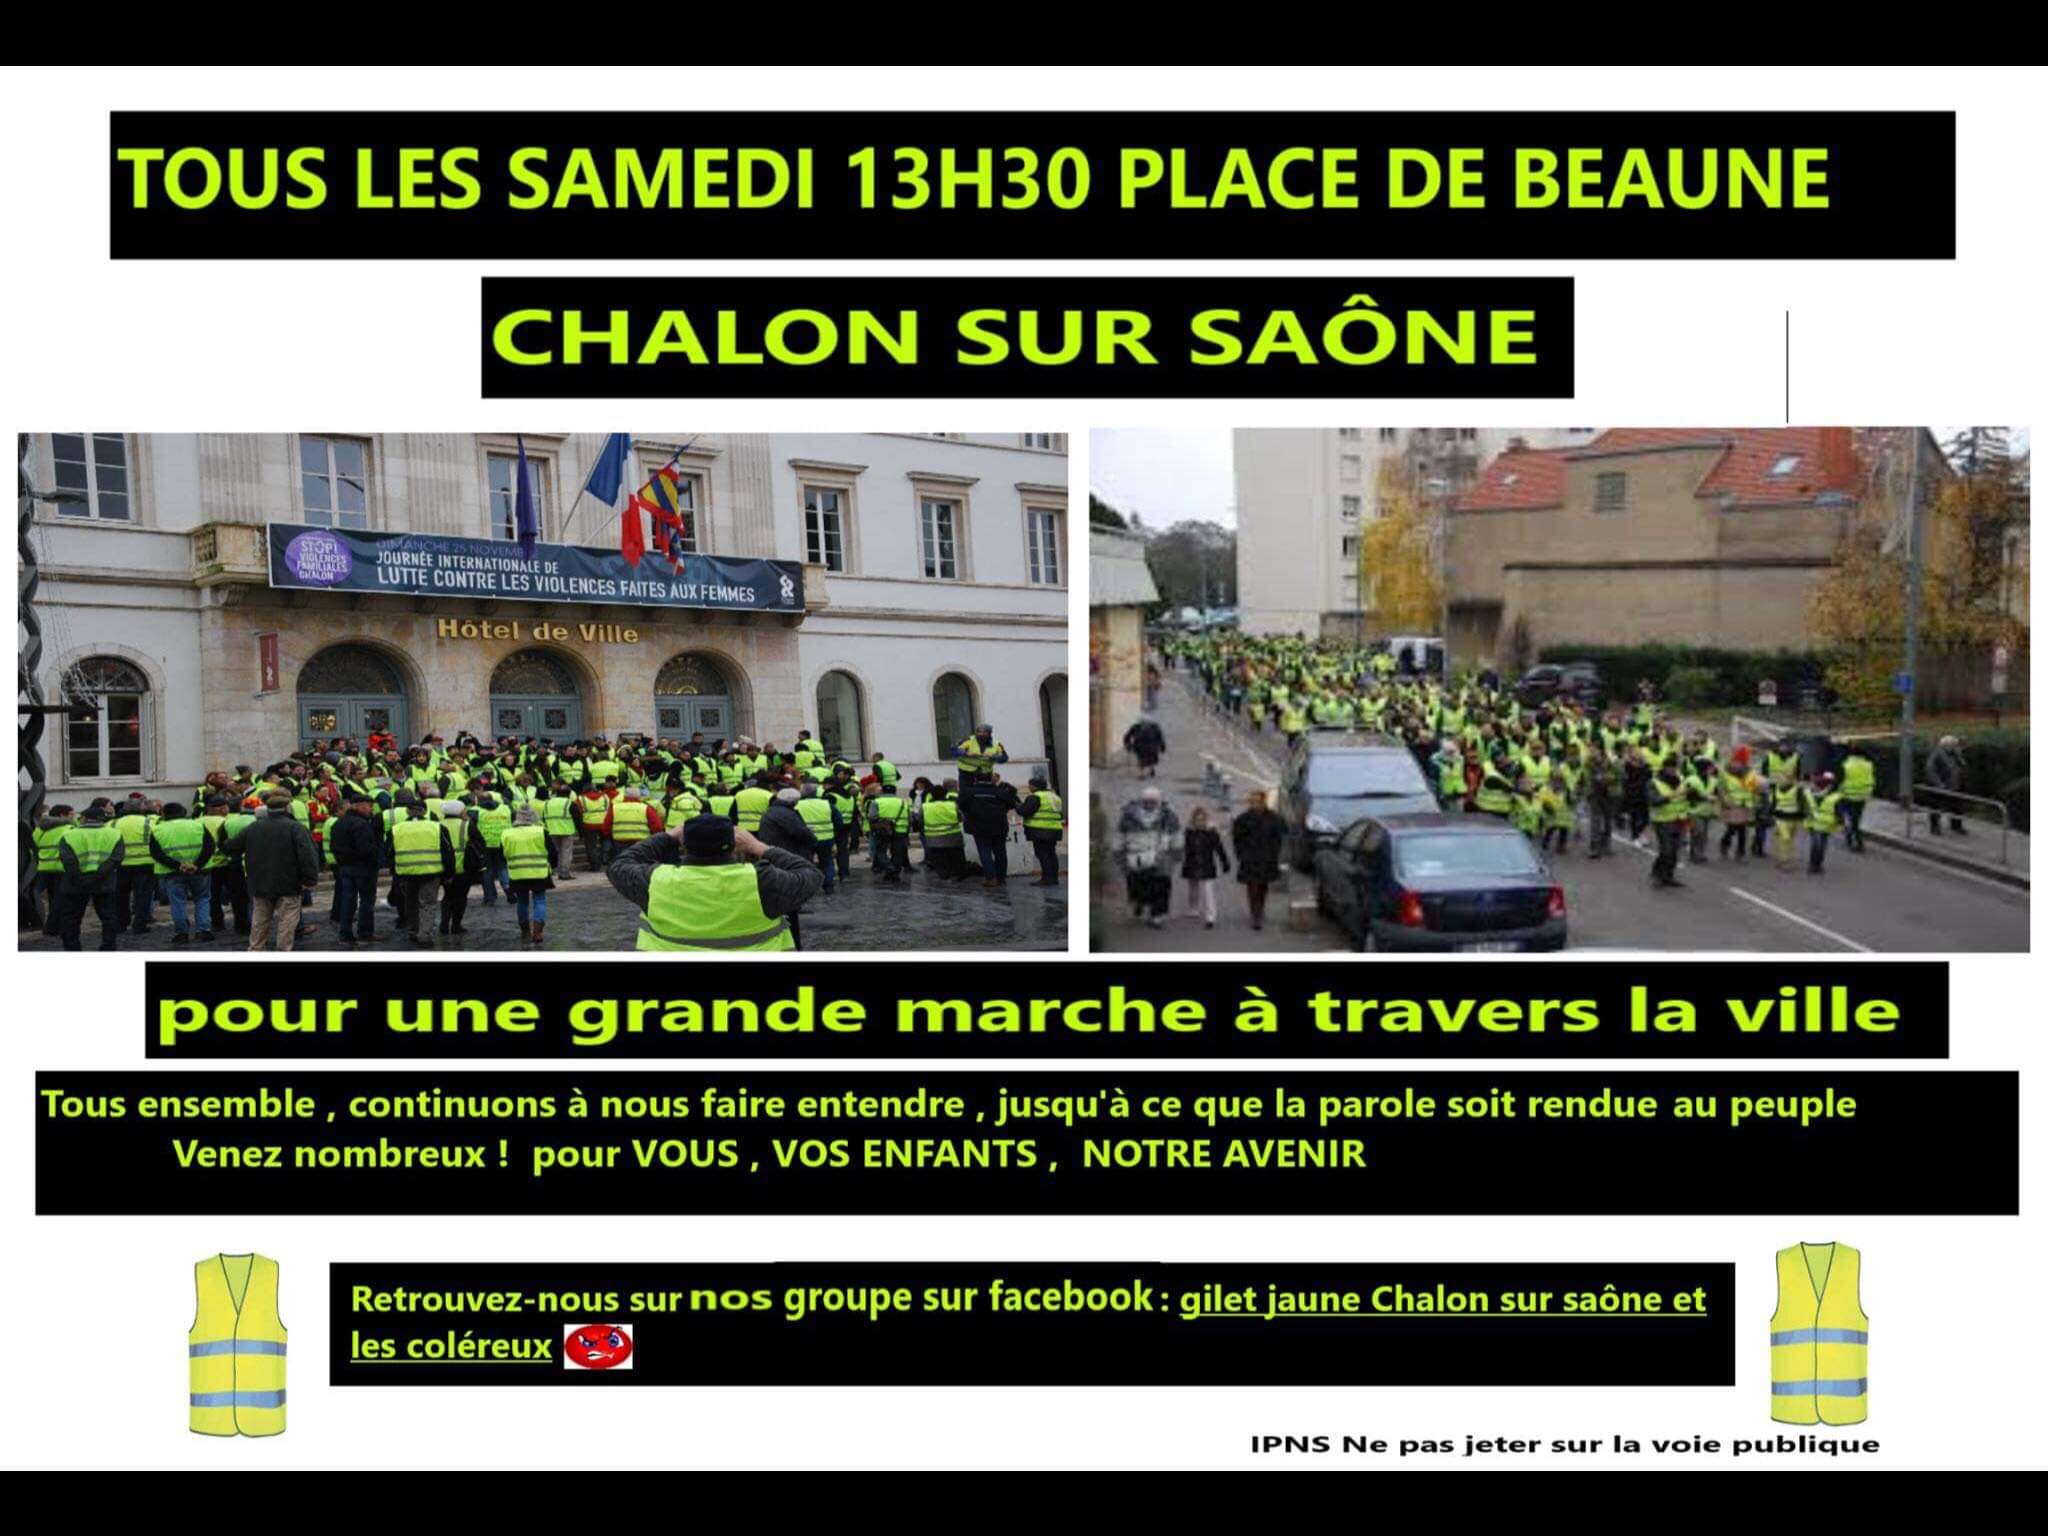 TOUS LES SAMEDI 13H30 PLACE DE BEAUNE
CHALON SUR SAÔNE
STOP!
VIOLENCES
FAMILIALES
CHALON
DIMANCHE 25 NOVEMBRE
JOURNÉE INTERNATIONALE DE
LUTTE CONTRE LES VIOLENCES FAITES AUX FEMMES
Hôtel de Ville
pour une grande marche à travers la ville
Tous ensemble , continuons à nous faire entendre , jusqu'à ce que la parole soit rendue au peuple
Venez nombreux ! pour VOUS , VOS ENFANTS , NOTRE AVENIR
Retrouvez-nous sur nos groupe sur facebook : gilet jaune Chalon sur saône et
les coléreux
IPNS Ne pas jeter sur la voie publique